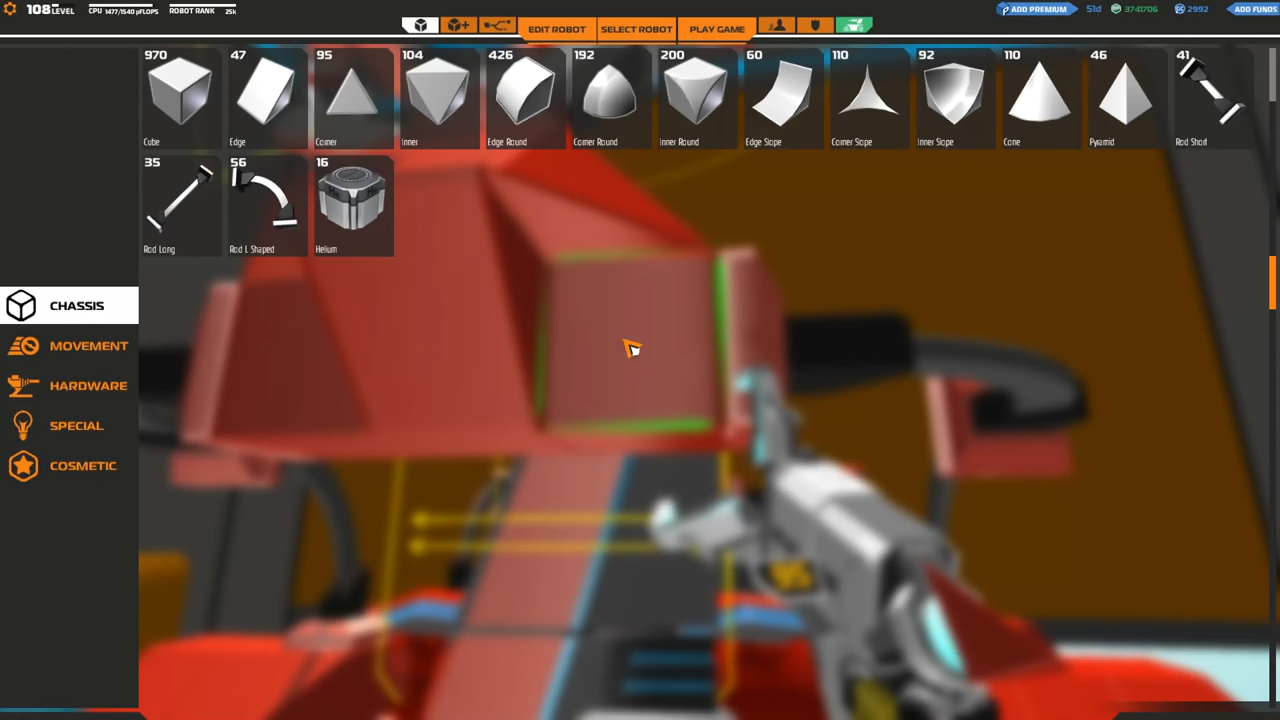 108 LEVEL CPU 1477/1540 pFLOPS ROBOT RANK 25k ADD PREMIUM 51d 3741706 2992 ADD FUNDS
EDIT ROBOT SELECT ROBOT PLAY GAME
970 47 95 104 426 192 200 60 110 92 110 46 41
Cube Edge Corner Inner Edge Round Corner Round Inner Round Edge Slope Corner Slope Inner Slope Cone Pyramid Rod Short
35 56 16
Rod Long Rod L Shaped Helium
CHASSIS
MOVEMENT
HARDWARE
SPECIAL
COSMETIC